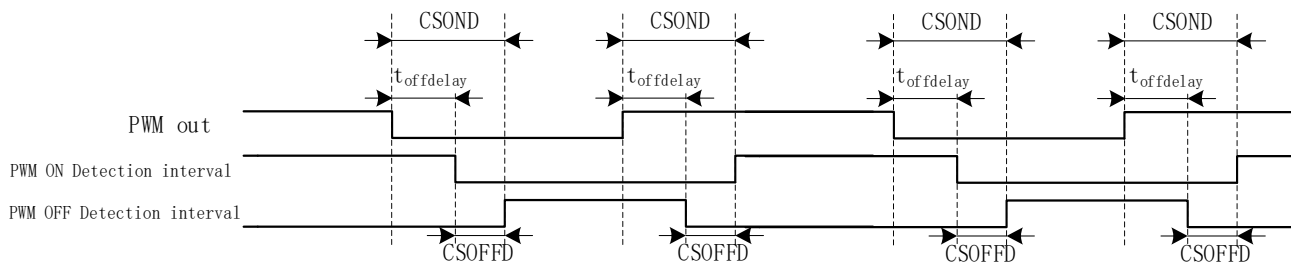 CSOND CSOND CSOND CSOND
toffdelay toffdelay toffdelay toffdelay
PWM out
PWM ON Detection interval
PWM OFF Detection interval
CSOFFD CSOFFD CSOFFD CSOFFD